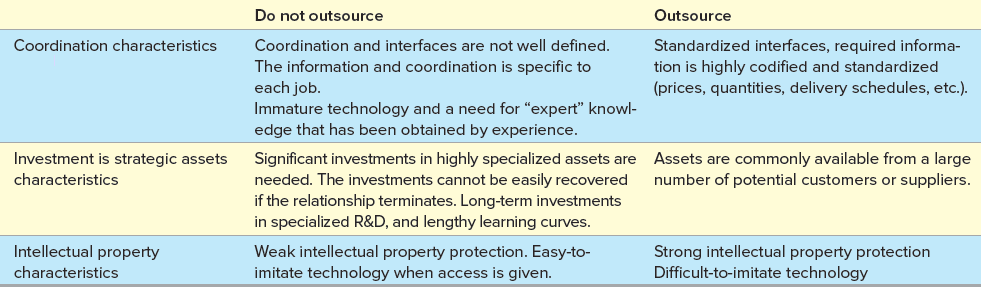 Do not outsource
Outsource
Coordination characteristics
Coordination and interfaces are not well defined.
The information and coordination is specific to
each job.
Immature technology and a need for “expert” knowl-
edge that has been obtained by experience.
Standardized interfaces, required informa-
tion is highly codified and standardized
(prices, quantities, delivery schedules, etc.).
Investment is strategic assets
characteristics
Significant investments in highly specialized assets are
needed. The investments cannot be easily recovered
if the relationship terminates. Long-term investments
in specialized R&D, and lengthy learning curves.
Assets are commonly available from a large
number of potential customers or suppliers.
Intellectual property
characteristics
Weak intellectual property protection. Easy-to-
imitate technology when access is given.
Strong intellectual property protection
Difficult-to-imitate technology